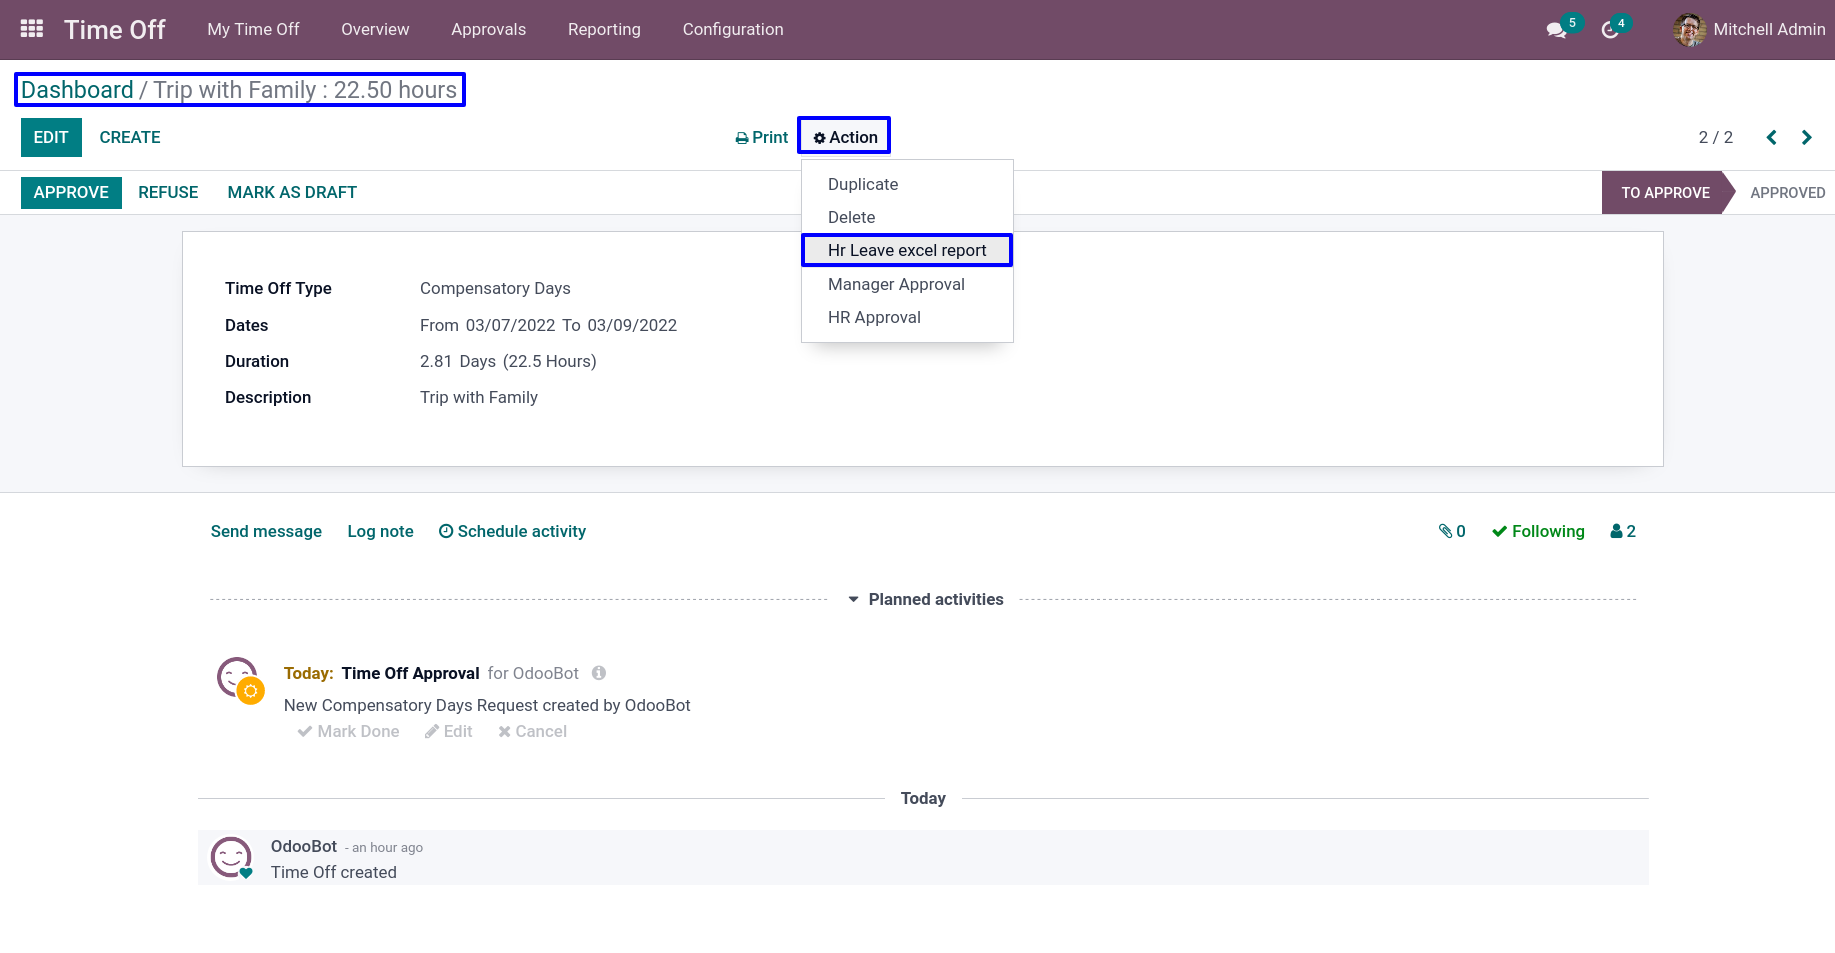 Time Off My Time Off Overview Approvals Reporting Configuration 5 4 Mitchell Admin
Dashboard / Trip with Family : 22.50 hours
EDIT CREATE Print Action 2 / 2
APPROVE REFUSE MARK AS DRAFT TO APPROVE APPROVED
Duplicate
Delete
Hr Leave excel report
Manager Approval
HR Approval
Time Off Type Compensatory Days
Dates From 03/07/2022 To 03/09/2022
Duration 2.81 Days (22.5 Hours)
Description Trip with Family
Send message Log note Schedule activity 0 Following 2
Planned activities
Today: Time Off Approval for OdooBot
New Compensatory Days Request created by OdooBot
Mark Done Edit Cancel
Today
OdooBot - an hour ago
Time Off created